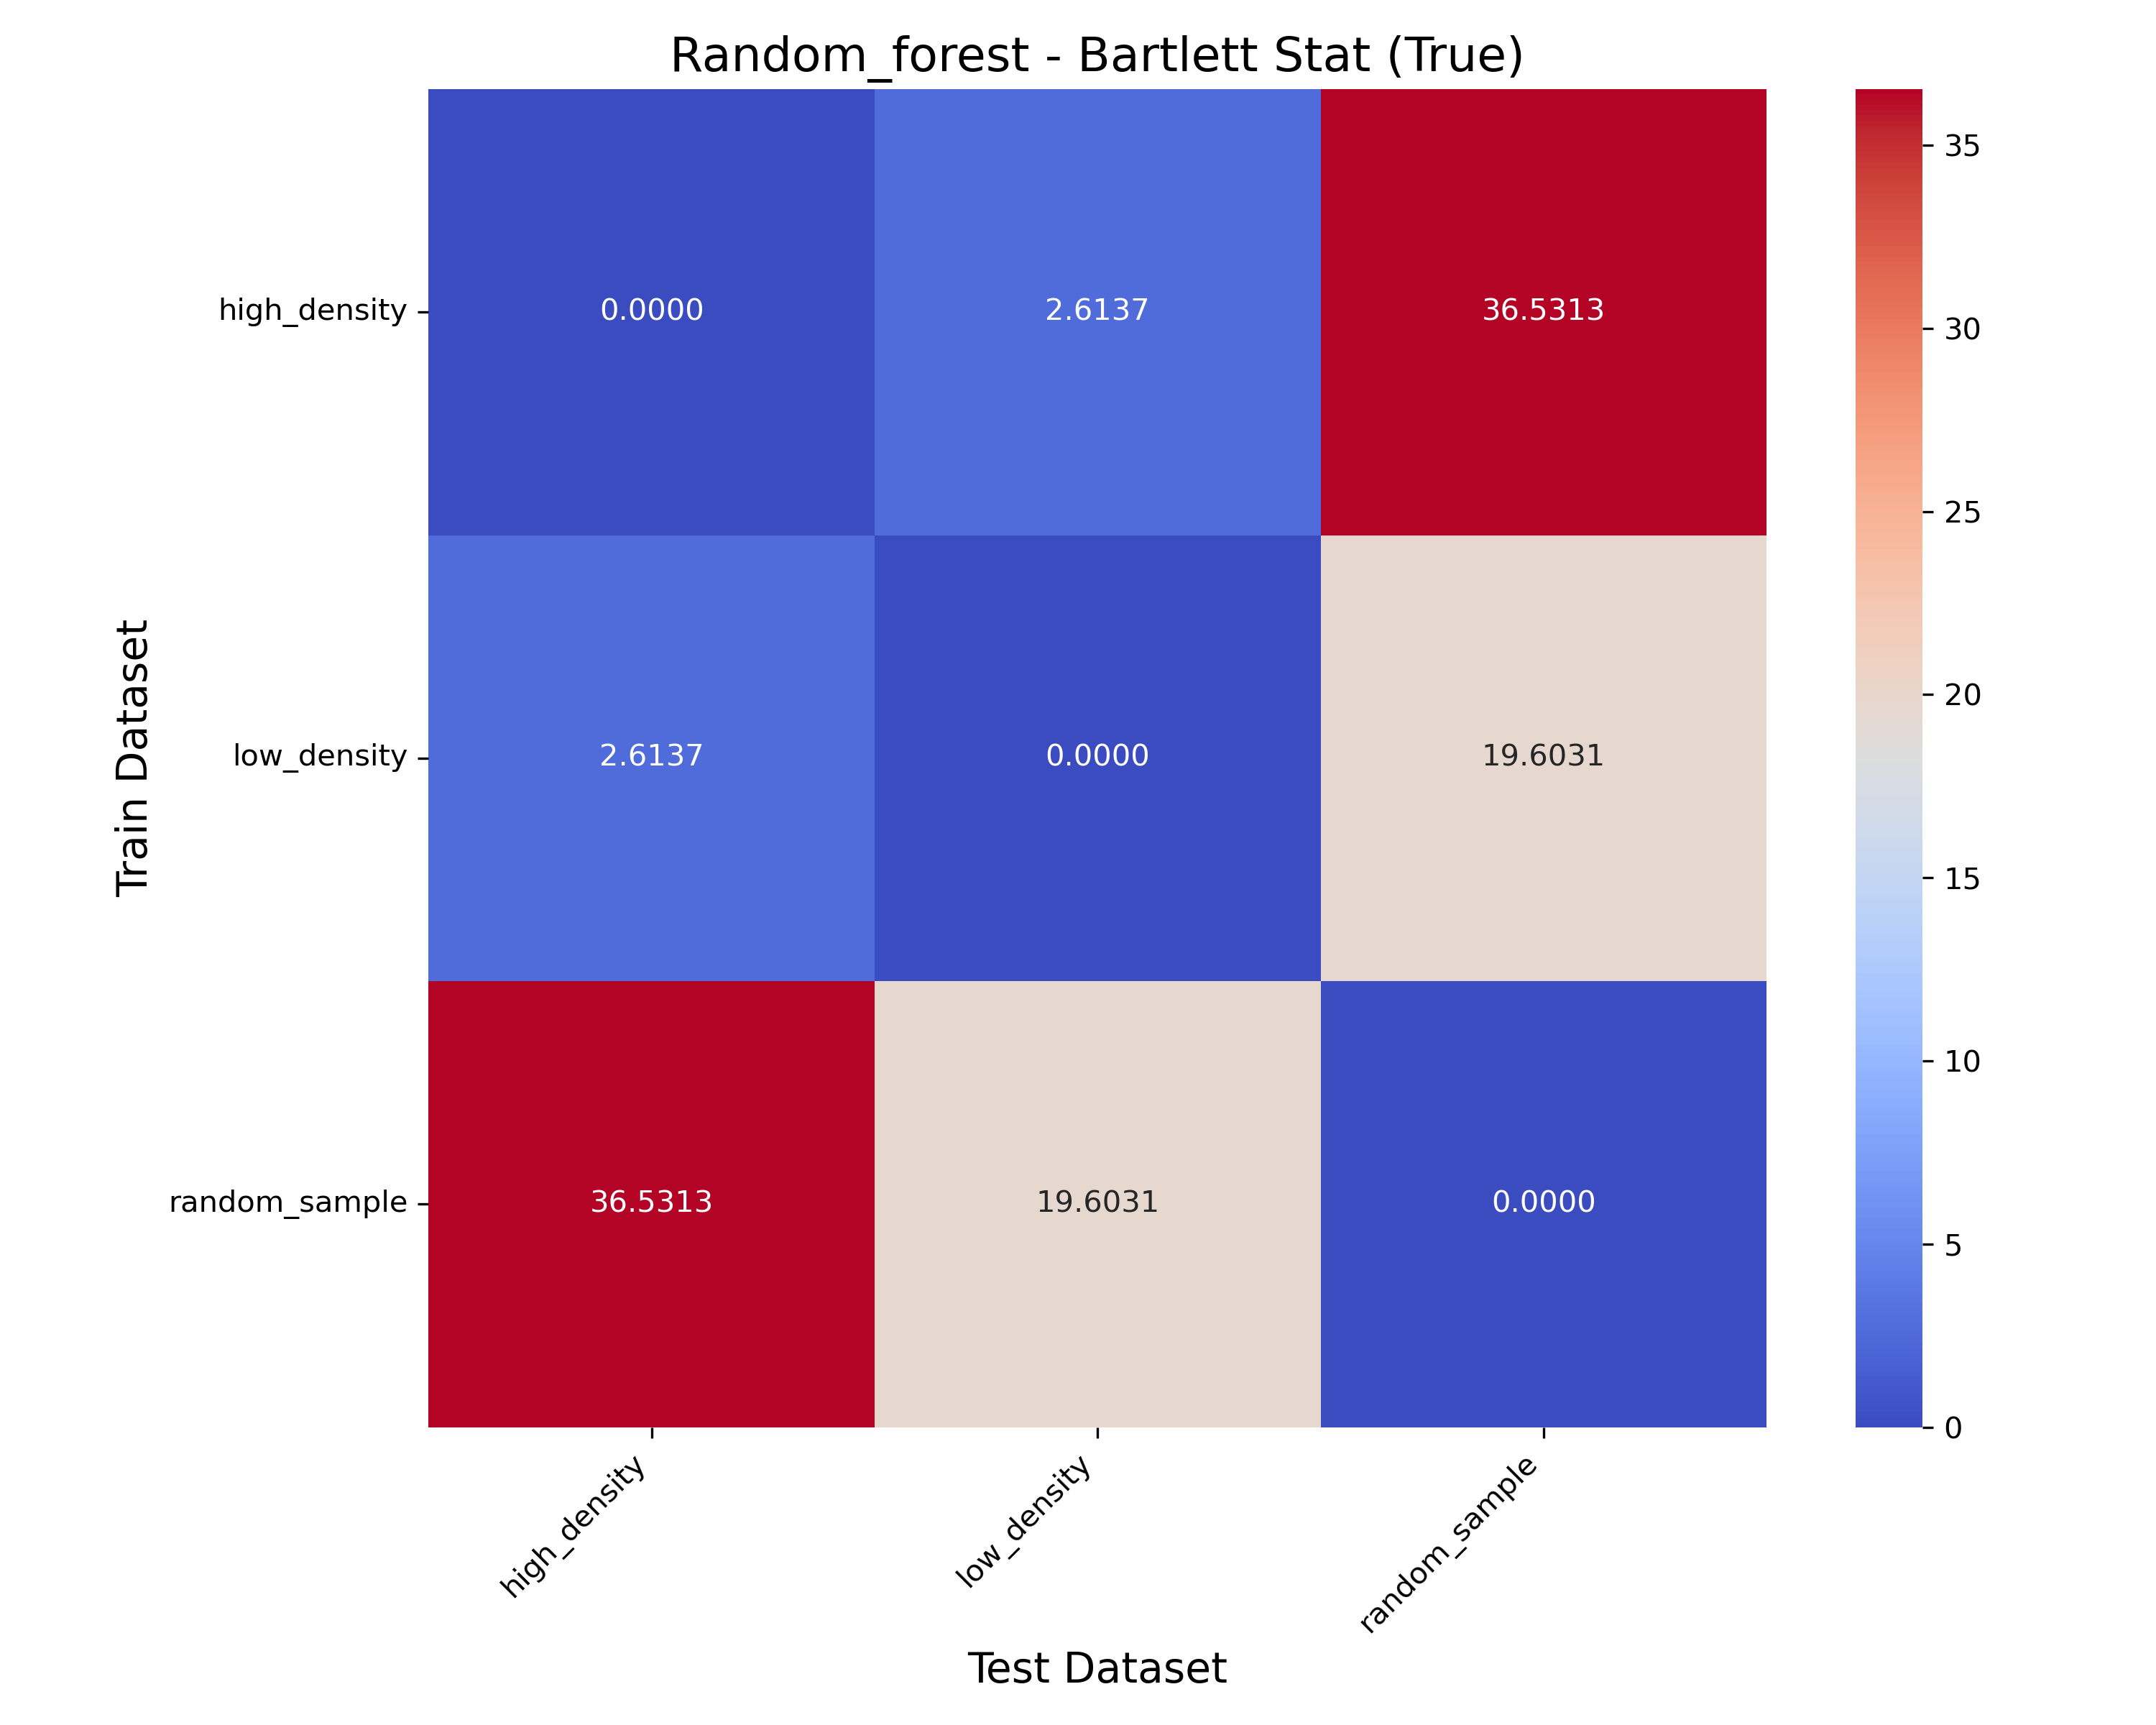 Random_forest - Bartlett Stat (True)
high_density 0.0000 2.6137 36.5313
low_density 2.6137 0.0000 19.6031
random_sample 36.5313 19.6031 0.0000
high_density low_density random_sample
Train Dataset
Test Dataset
35
30
25
20
15
10
5
0